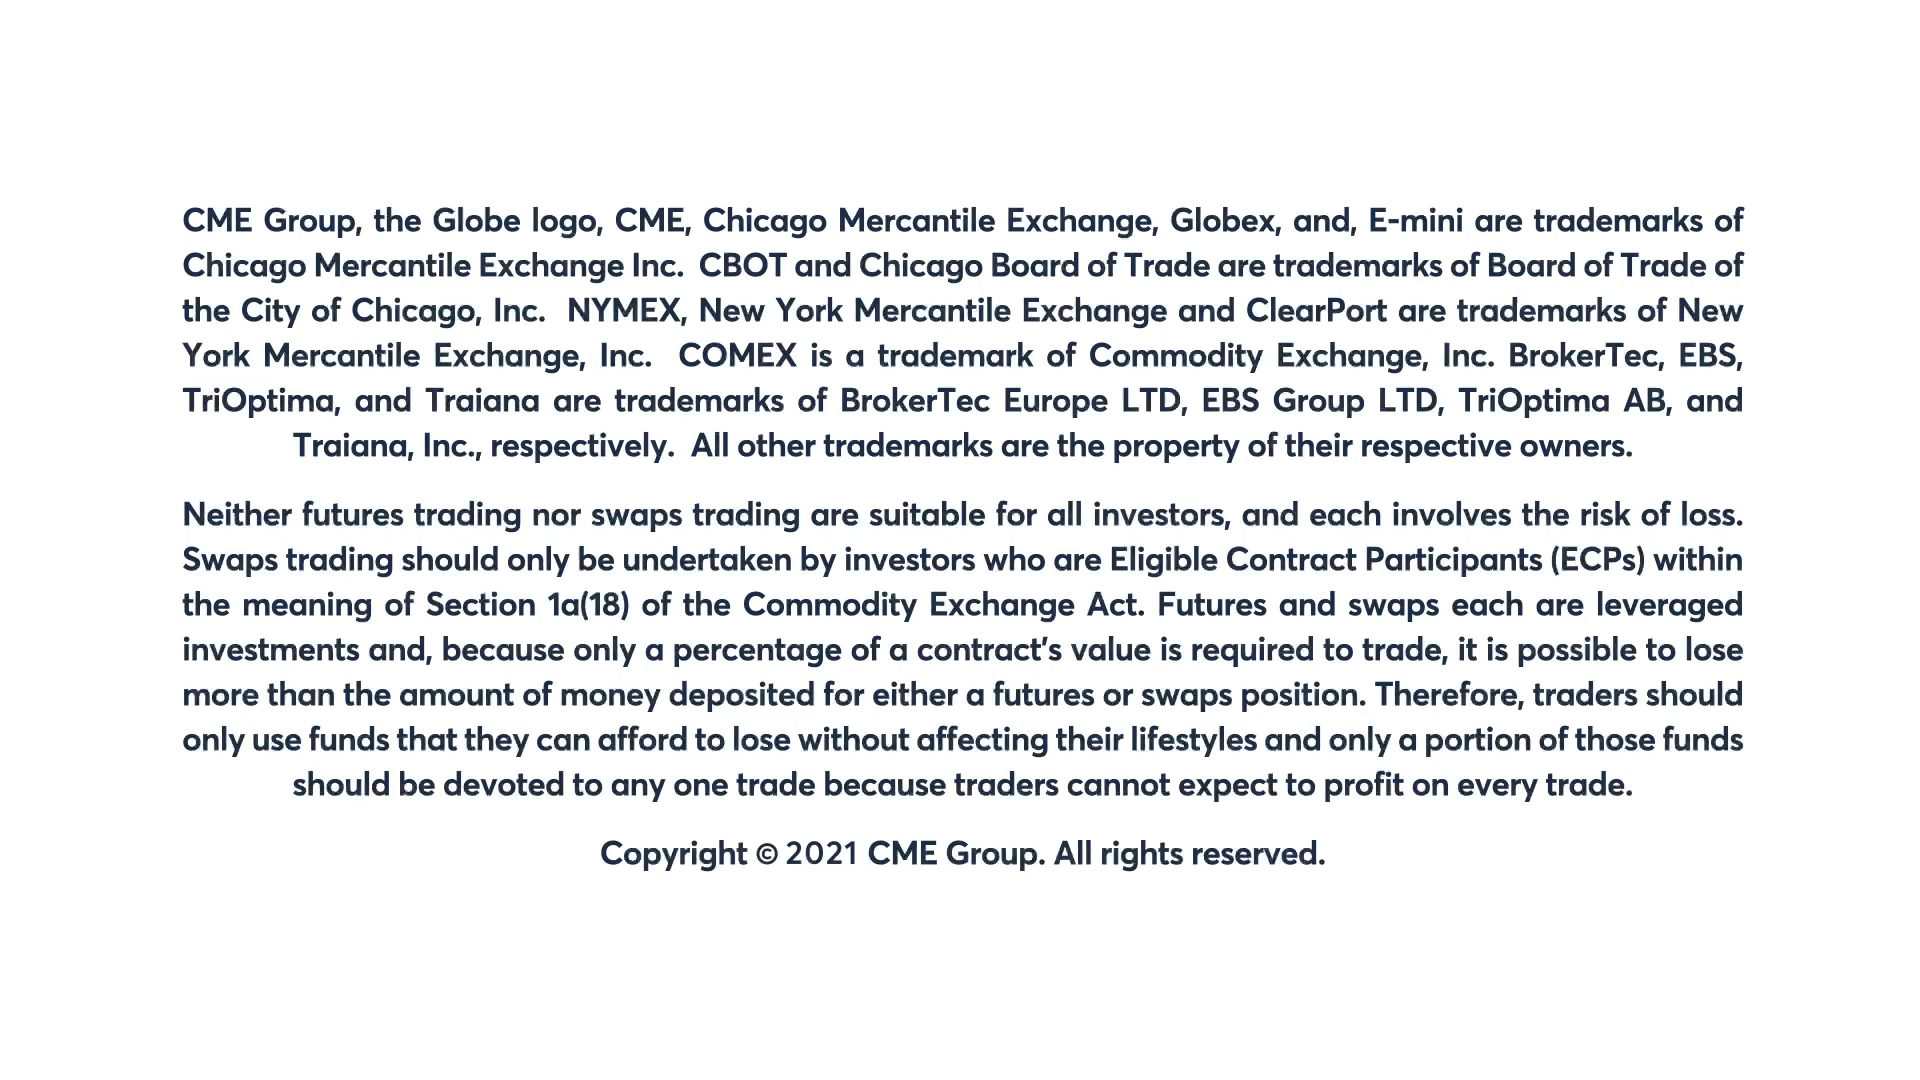 CME Group, the Globe logo, CME, Chicago Mercantile Exchange, Globex, and, E-mini are trademarks of
Chicago Mercantile Exchange Inc.  CBOT and Chicago Board of Trade are trademarks of Board of Trade of
the City of Chicago, Inc.  NYMEX, New York Mercantile Exchange and ClearPort are trademarks of New
York Mercantile Exchange, Inc.  COMEX is a trademark of Commodity Exchange, Inc. BrokerTec, EBS,
TriOptima, and Traiana are trademarks of BrokerTec Europe LTD, EBS Group LTD, TriOptima AB, and
Traiana, Inc., respectively.  All other trademarks are the property of their respective owners.
Neither futures trading nor swaps trading are suitable for all investors, and each involves the risk of loss.
Swaps trading should only be undertaken by investors who are Eligible Contract Participants (ECPs) within
the meaning of Section 1a(18) of the Commodity Exchange Act. Futures and swaps each are leveraged
investments and, because only a percentage of a contract's value is required to trade, it is possible to lose
more than the amount of money deposited for either a futures or swaps position. Therefore, traders should
only use funds that they can afford to lose without affecting their lifestyles and only a portion of those funds
should be devoted to any one trade because traders cannot expect to profit on every trade.
Copyright © 2021 CME Group. All rights reserved.